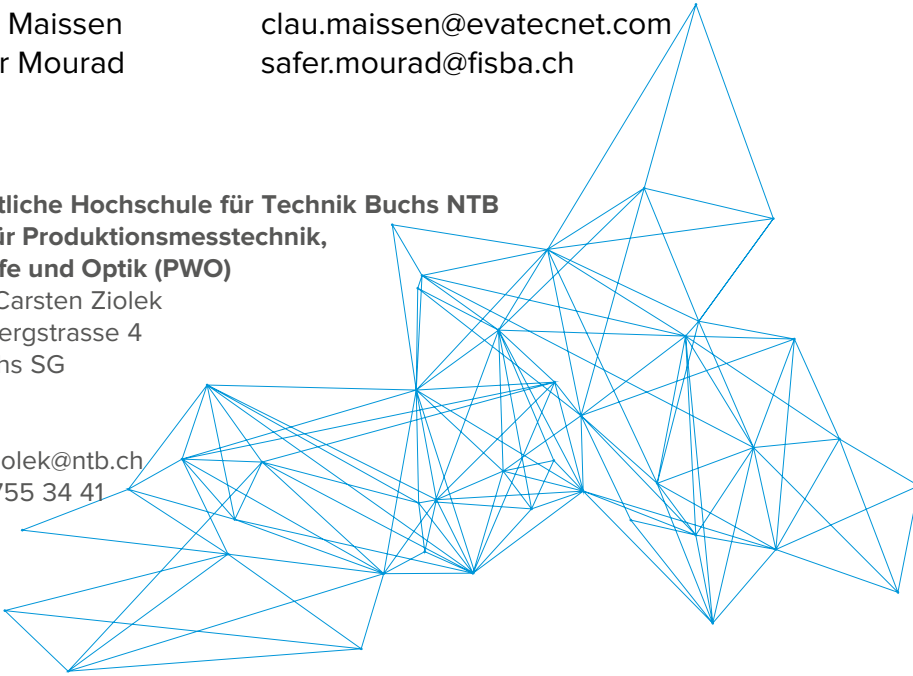 Maissen clau.maissen@evatecnet.com
r Mourad safer.mourad@fisba.ch
tliche Hochschule für Technik Buchs NTB
ür Produktionsmesstechnik,
fe und Optik (PWO)
Carsten Ziolek
ergstrasse 4
hs SG
olek@ntb.ch
755 34 41